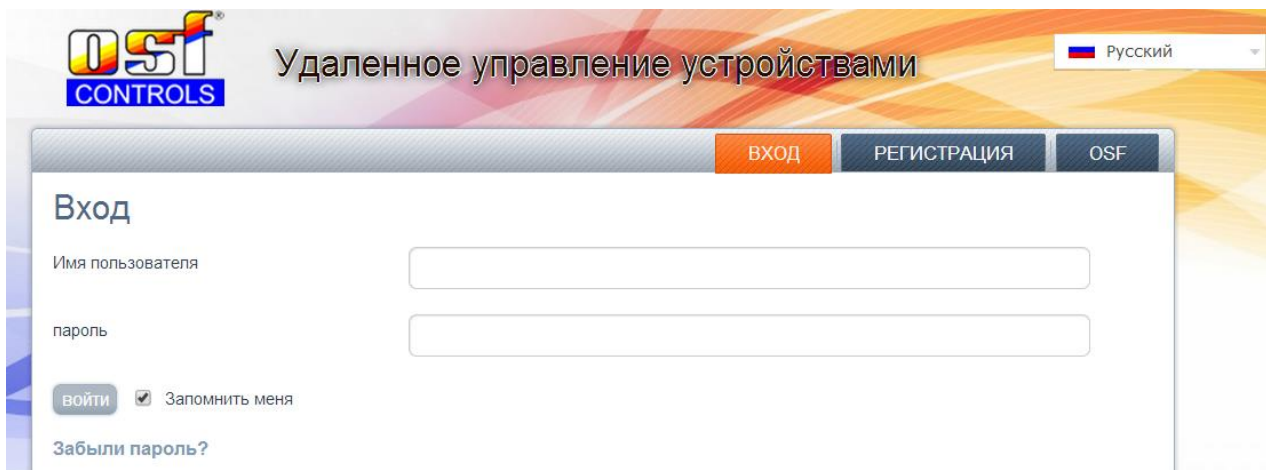 osf®
CONTROLS
Удаленное управление устройствами
Русский
ВХОД
РЕГИСТРАЦИЯ
OSF
Вход
Имя пользователя
пароль
ВОЙТИ
Запомнить меня
Забыли пароль?